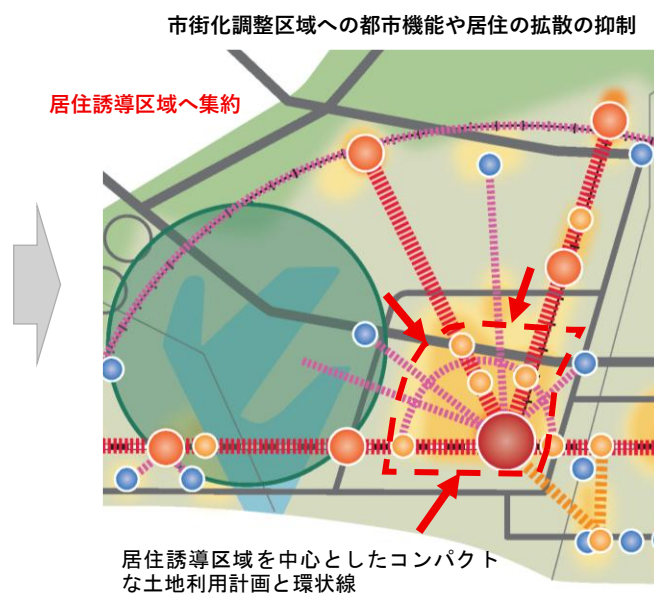 市街化調整区域への都市機能や居住の拡散の抑制
居住誘導区域へ集約
居住誘導区域を中心としたコンパクト
な土地利用計画と環状線